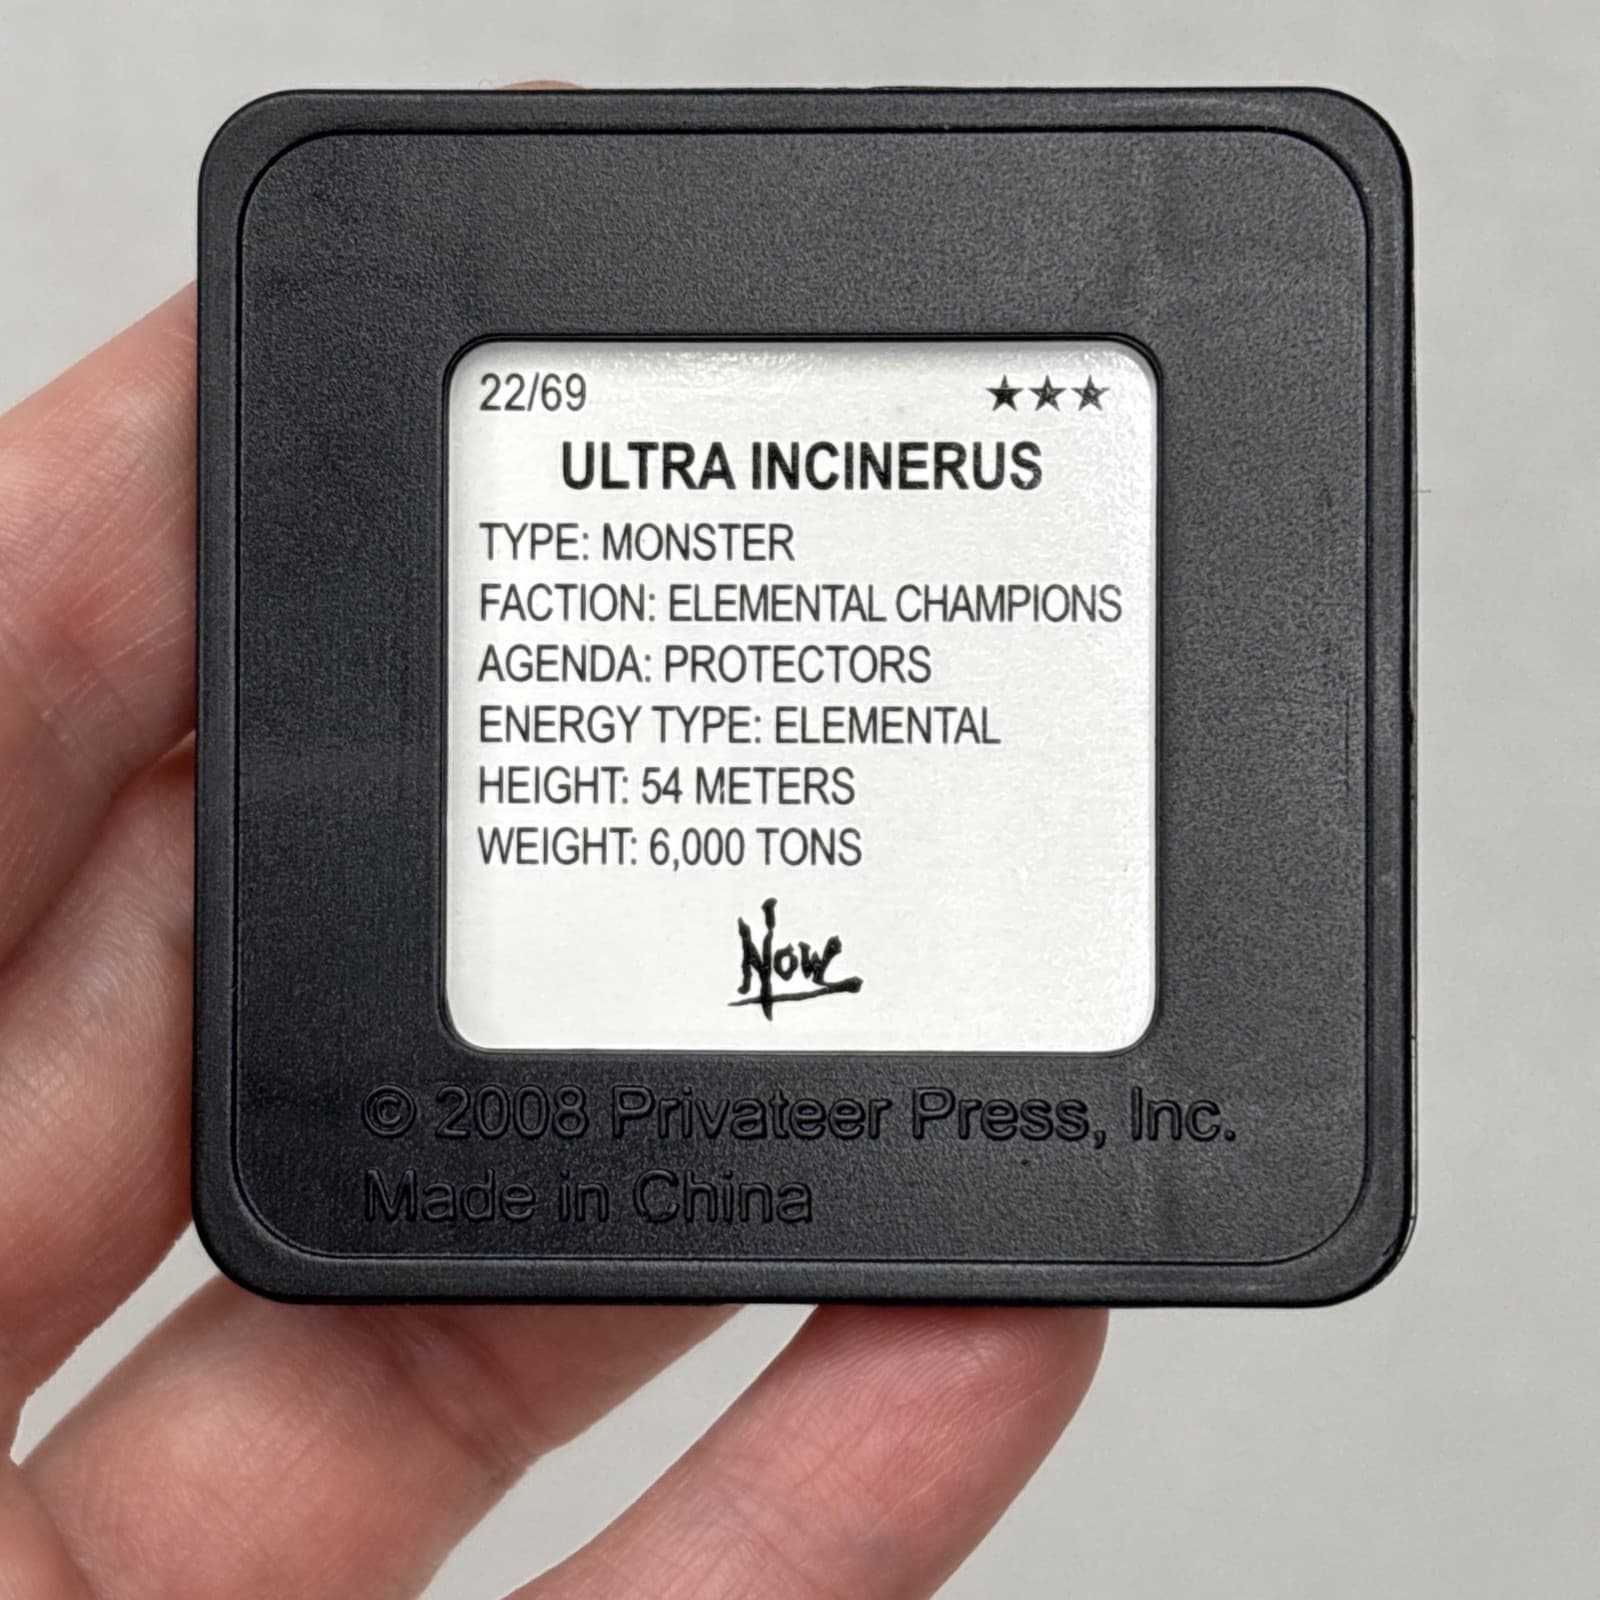 22/69 ★★★
ULTRA INCINERUS
TYPE: MONSTER
FACTION: ELEMENTAL CHAMPIONS
AGENDA: PROTECTORS
ENERGY TYPE: ELEMENTAL
HEIGHT: 54 METERS
WEIGHT: 6,000 TONS
Now
© 2008 Privateer Press, Inc.
Made in China